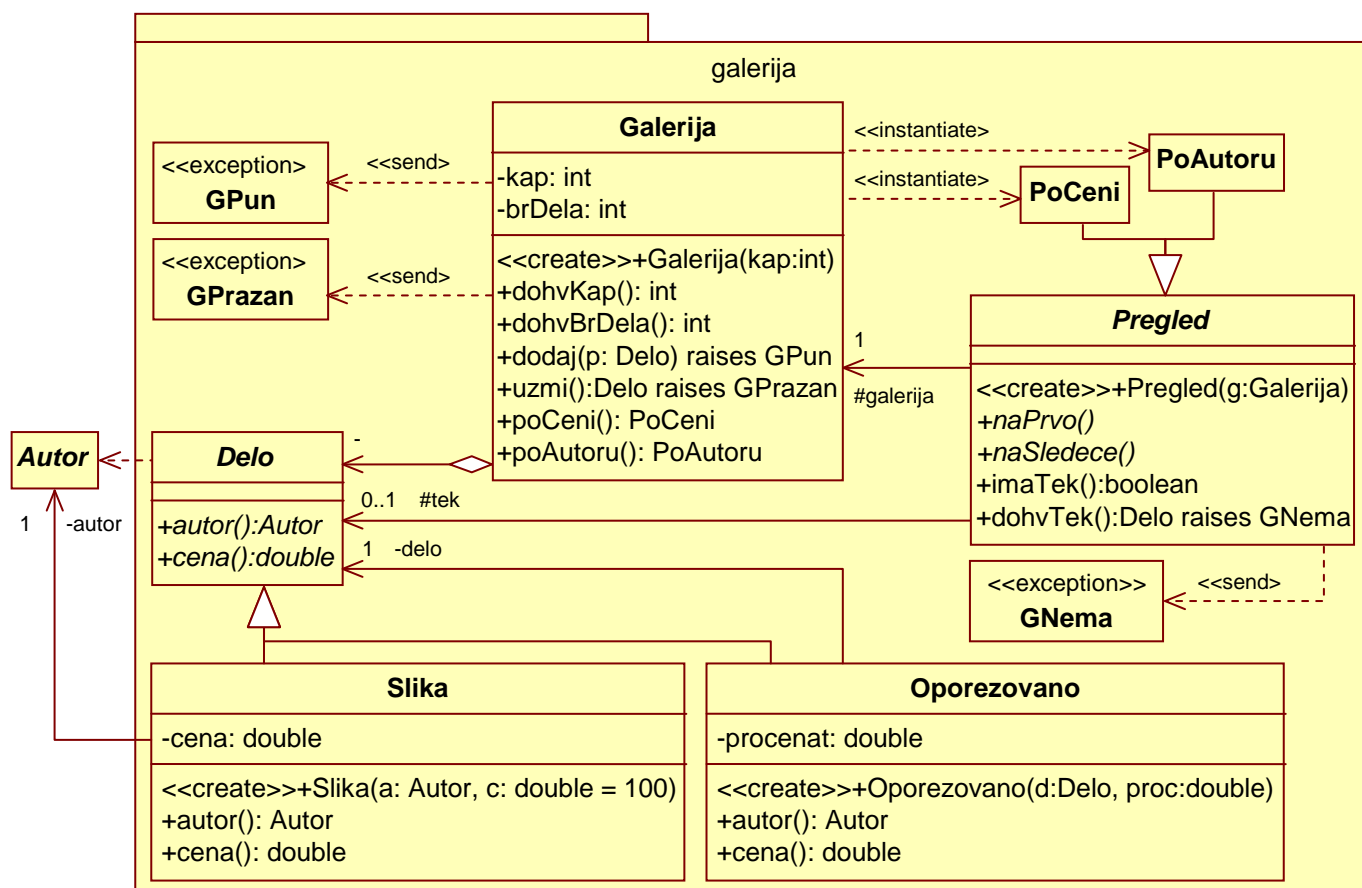 galerija
Galerija
-kap: int
-brDela: int
<<create>>+Galerija(kap:int)
+dohvKap(): int
+dohvBrDela(): int
+dodaj(p: Delo) raises GPun
+uzmi():Delo raises GPrazan
+poCeni(): PoCeni
+poAutoru(): PoAutoru
<<exception>
GPun
<<send>
<<exception>
GPrazan
<<send>
<<instantiate>
<<instantiate>
PoAutoru
PoCeni
Pregled
<<create>>+Pregled(g:Galerija)
+naPrvo()
+naSledece()
+imaTek():boolean
+dohvTek():Delo raises GNema
1
#galerija
<<exception>>
GNema
<<send>
Autor
1 -autor
Delo
+autor():Autor
+cena():double
-
0..1 #tek
1 -delo
Slika
-cena: double
<<create>>+Slika(a: Autor, c: double = 100)
+autor(): Autor
+cena(): double
Oporezovano
-procenat: double
<<create>>+Oporezovano(d:Delo, proc:double)
+autor(): Autor
+cena(): double